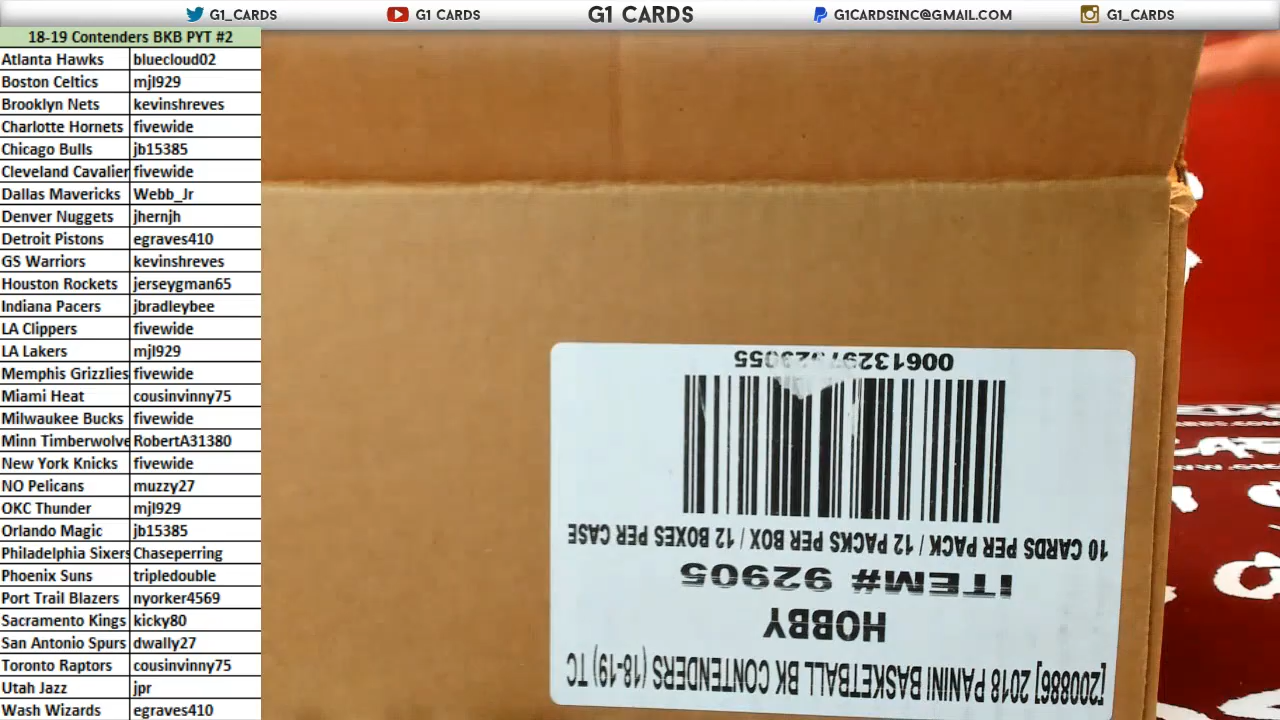 G1_CARDS G1 CARDS G1 CARDS G1CARDSINC@GMAIL.COM G1_CARDS
18-19 Contenders BKB PYT #2
Atlanta Hawks bluecloud02
Boston Celtics mjl929
Brooklyn Nets kevinshreves
Charlotte Hornets fivewide
Chicago Bulls jb15385
Cleveland Cavalier fivewide
Dallas Mavericks Webb_Jr
Denver Nuggets jhernjh
Detroit Pistons egraves410
GS Warriors kevinshreves
Houston Rockets jerseygman65
Indiana Pacers jbradleybee
LA Clippers fivewide
LA Lakers mjl929
Memphis Grizzlies fivewide
Miami Heat cousinvinny75
Milwaukee Bucks fivewide
Minn Timberwolve RobertA31380
New York Knicks fivewide
NO Pelicans muzzy27
OKC Thunder mjl929
Orlando Magic jb15385
Philadelphia Sixers Chaseperring
Phoenix Suns tripledouble
Port Trail Blazers nyorker4569
Sacramento Kings kicky80
San Antonio Spurs dwally27
Toronto Raptors cousinvinny75
Utah Jazz jpr
Wash Wizards egraves410
[200886] 2018 PANINI BASKETBALL BK CONTENDERS (18-19) TC
HOBBY
ITEM# 92905
10 CARDS PER PACK / 12 PACKS PER BOX / 12 BOXES PER CASE